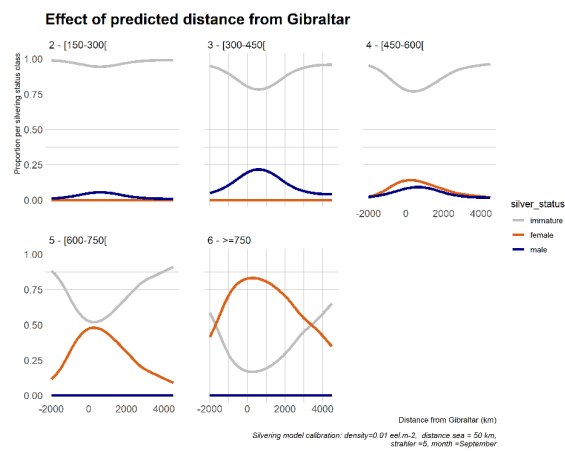 Effect of predicted distance from Gibraltar
2 - [150-300[
3 - [300-450[
4 - [450-600[
Proportion per silvering status class
1.00
0.75
0.50
0.25
0.00
-2000 0 2000 4000
silver_status
immature
female
male
5 - [600-750[
6 - >=750
1.00
0.75
0.50
0.25
0.00
-2000 0 2000 4000
-2000 0 2000 4000
Distance from Gibraltar (km)
Silvering model calibration: density=0.01 eel.m-2, distance sea = 50 km,
strahler =5, month =September